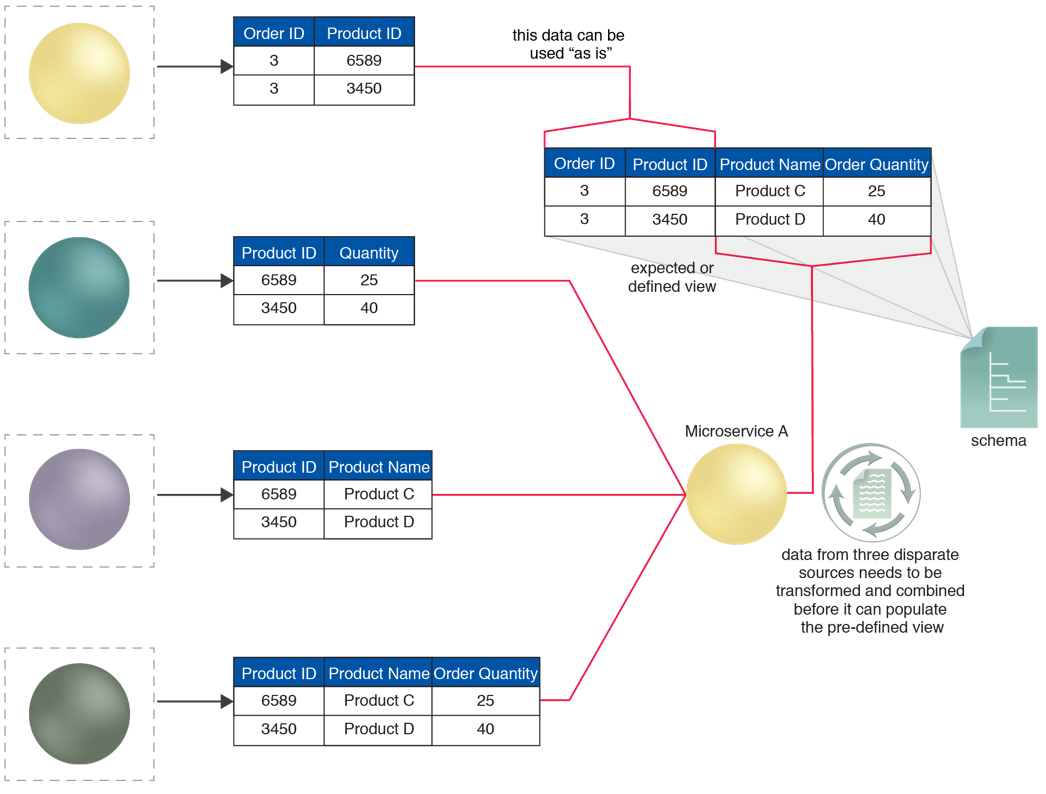 Order ID Product ID
3 6589
3 3450
this data can be
used “as is”
Order ID Product ID Product Name Order Quantity
3 6589 Product C 25
3 3450 Product D 40
Product ID Quantity
6589 25
3450 40
expected or
defined view
schema
Microservice A
Product ID Product Name
6589 Product C
3450 Product D
data from three disparate
sources needs to be
transformed and combined
before it can populate
the pre-defined view
Product ID Product Name Order Quantity
6589 Product C 25
3450 Product D 40